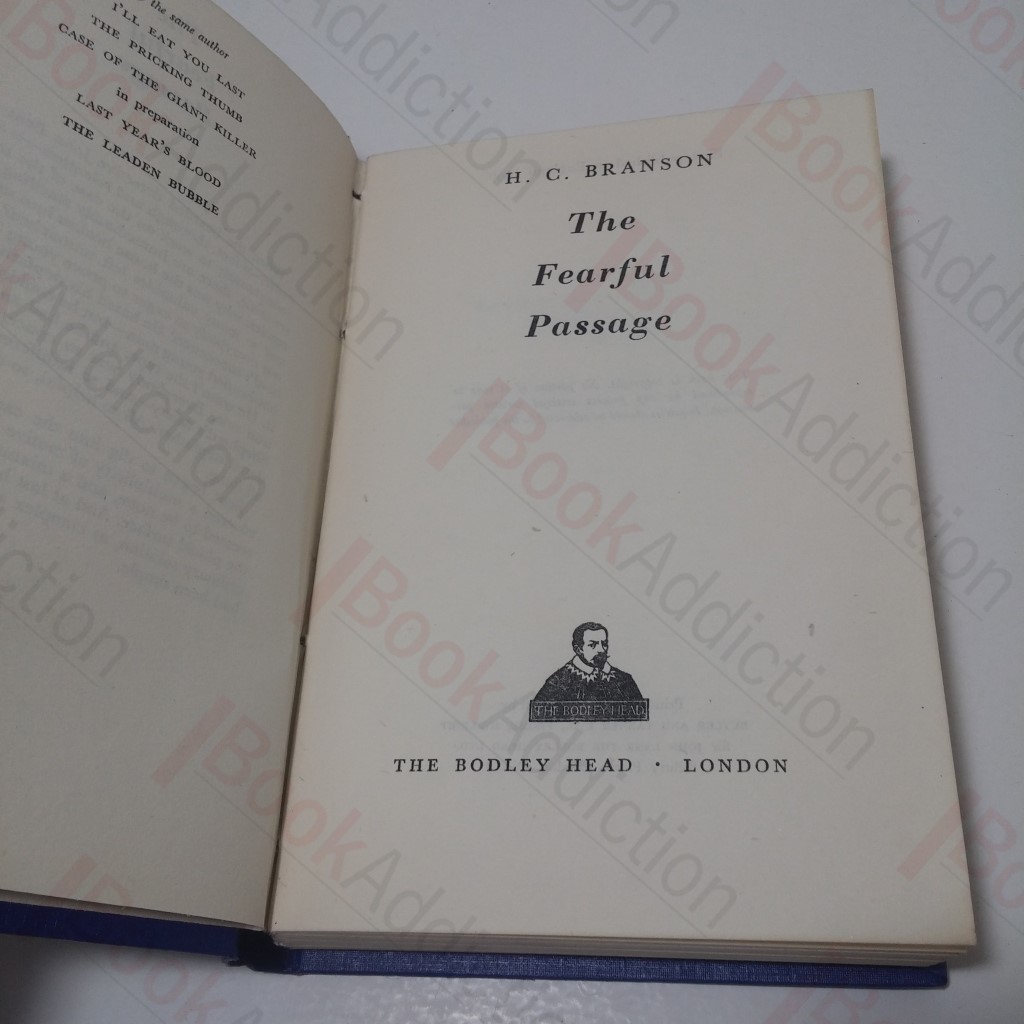 the same author
I'LL EAT YOU LAST
THE PRICKING THUMB
CASE OF THE GIANT KILLER
in preparation
LAST YEAR'S BLOOD
THE LEADEN BUBBLE
H. C. BRANSON
The
Fearful
Passage
THE BODLEY HEAD
THE BODLEY HEAD · LONDON
BookAddiction